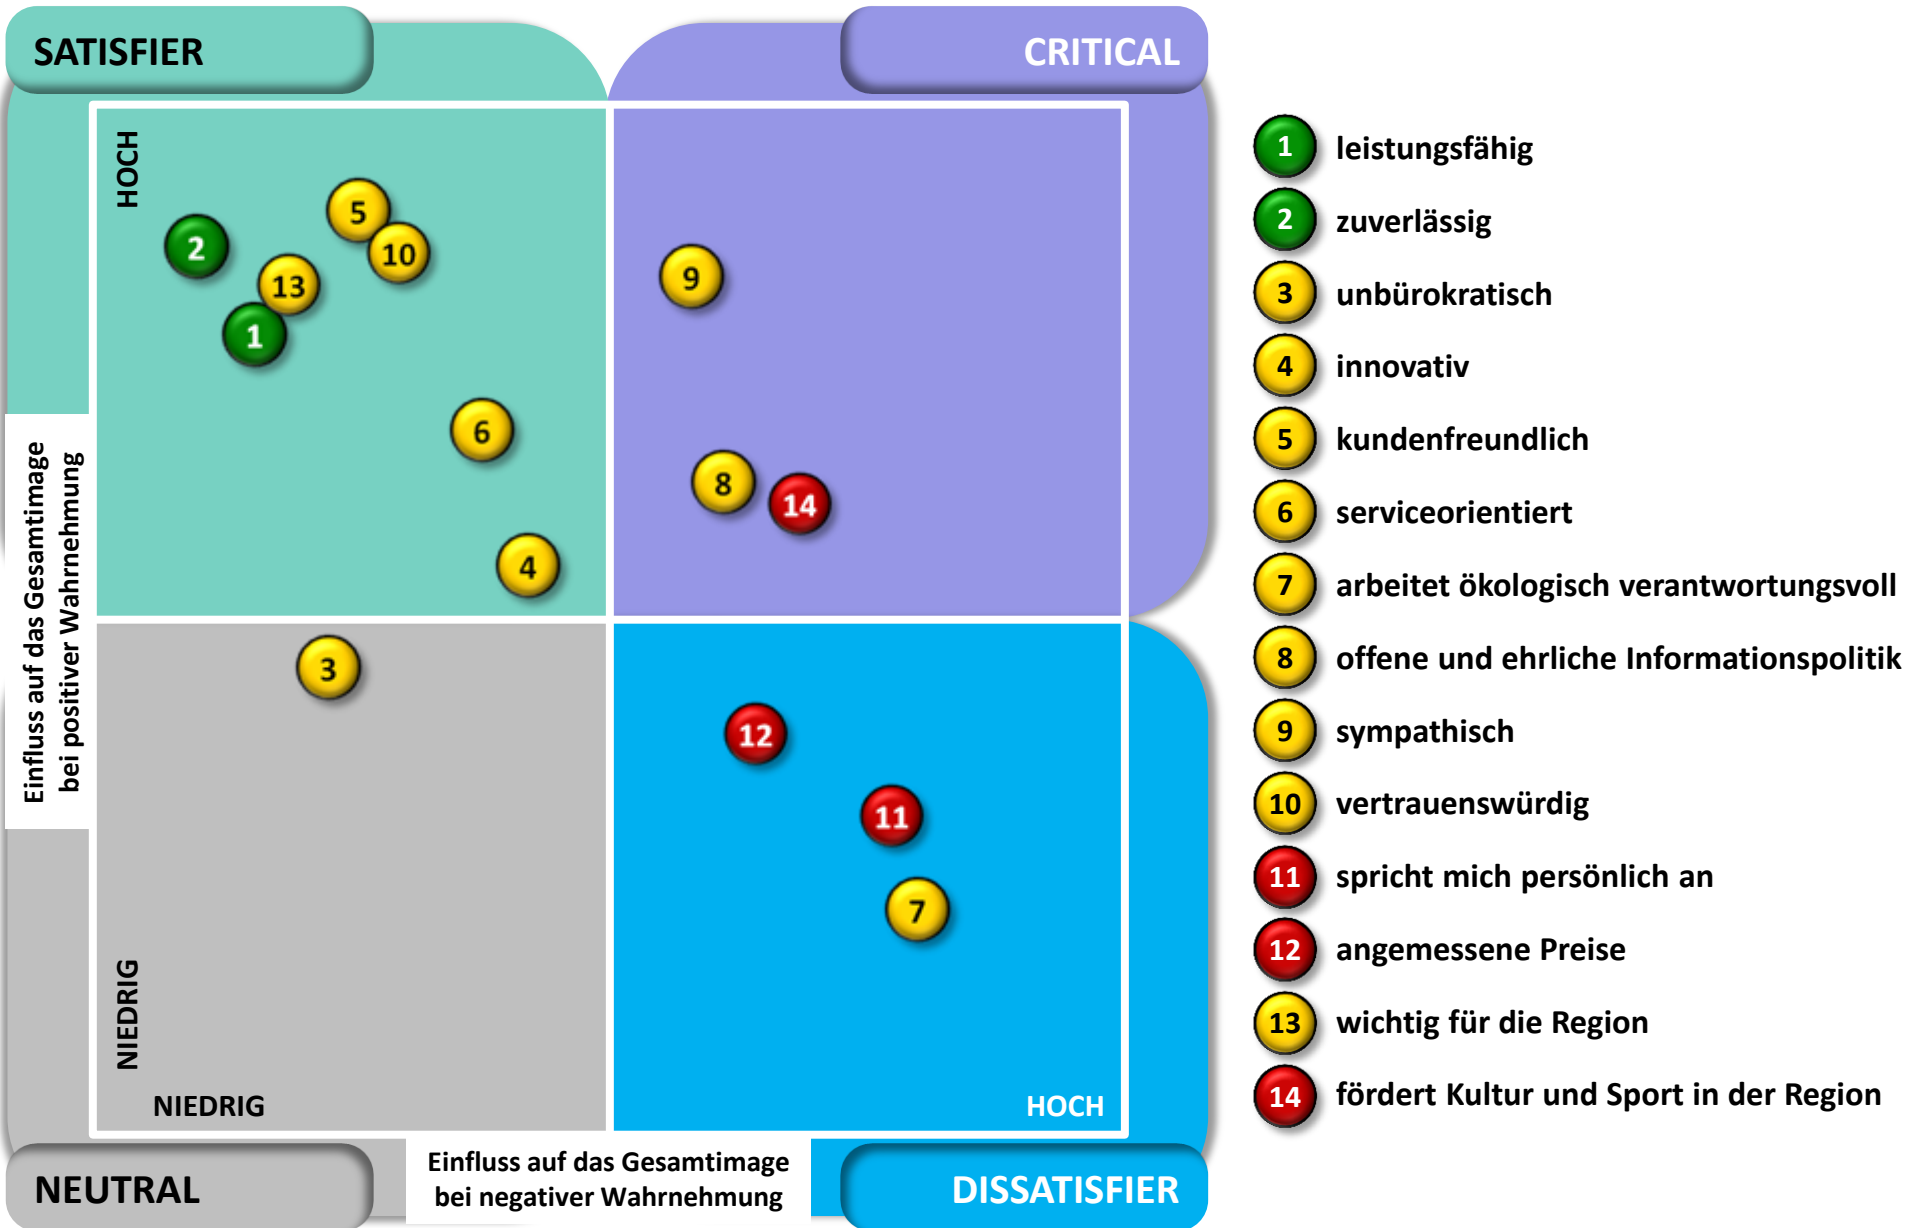 SATISFIER
CRITICAL
HOCH
2
5
10
13
1
6
4
9
8
14
Einfluss auf das Gesamtimage
bei positiver Wahrnehmung
3
12
11
7
NIEDRIG
NIEDRIG
HOCH
NEUTRAL
Einfluss auf das Gesamtimage
bei negativer Wahrnehmung
DISSATISFIER
1 leistungsfähig
2 zuverlässig
3 unbürokratisch
4 innovativ
5 kundenfreundlich
6 serviceorientiert
7 arbeitet ökologisch verantwortungsvoll
8 offene und ehrliche Informationspolitik
9 sympathisch
10 vertrauenswürdig
11 spricht mich persönlich an
12 angemessene Preise
13 wichtig für die Region
14 fördert Kultur und Sport in der Region